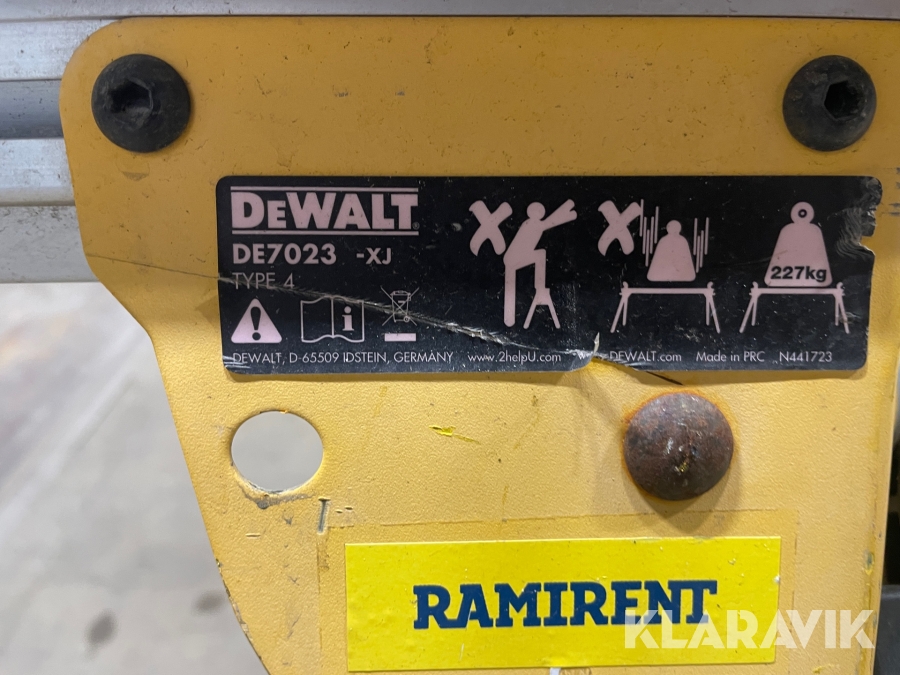 DEWALT
DE7023 -XJ
TYPE 4
227kg
DEWALT, D-65509 IDSTEIN, GERMANY www.2helpU.com DEWALT.com Made in PRC N441723
RAMIRENT
KLARAVIK